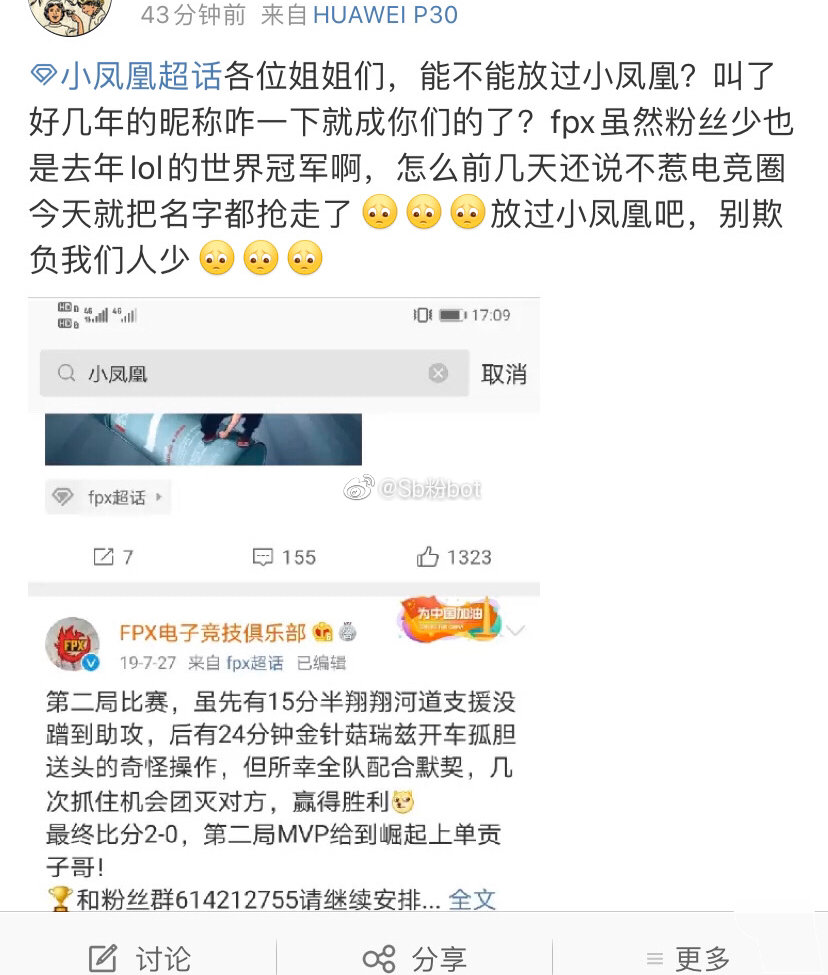 43分钟前 来自HUAWEI P30
小凤凰超话各位姐姐们，能不能放过小凤凰？叫了
好几年的昵称咋一下就成你们的了？fpx虽然粉丝少也
是去年lol的世界冠军啊，怎么前几天还说不惹电竞圈
今天就把名字都抢走了🥺🥺🥺放过小凤凰吧，别欺
负我们人少🥺🥺🥺
17:09
小凤凰 取消
fpx超话
@Sb粉bot
7 155 1323
为中国加油
FPX电子竞技俱乐部
19-7-27 来自 fpx超话 已编辑
第二局比赛，虽先有15分半翔翔河道支援没
蹭到助攻，后有24分钟金针菇瑞兹开车孤胆
送头的奇怪操作，但所幸全队配合默契，几
次抓住机会团灭对方，赢得胜利
最终比分2-0，第二局MVP给到崛起上单贡
子哥！
🏆和粉丝群614212755请继续安排... 全文
讨论 分享 更多